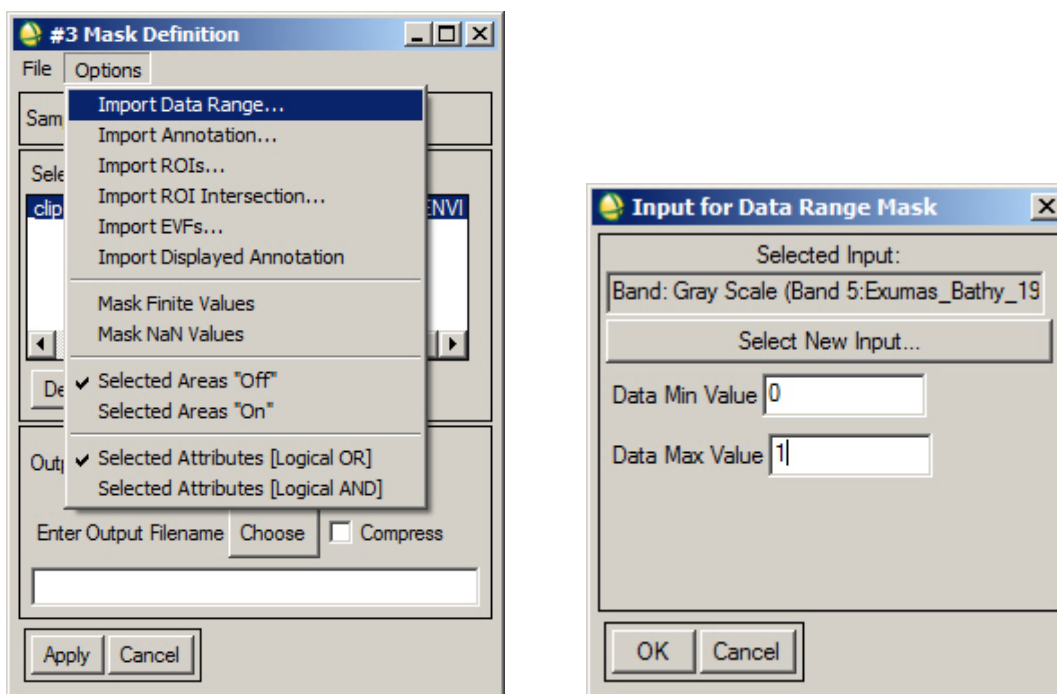 #3 Mask Definition
File Options
Import Data Range...
Import Annotation...
Import ROIs...
Import ROI Intersection...
Import EVFs...
Import Displayed Annotation
Mask Finite Values
Mask NaN Values
Selected Areas "Off"
Selected Areas "On"
Selected Attributes [Logical OR]
Selected Attributes [Logical AND]
Sam
Sele
clip
ENVI
De
Outp
Enter Output Filename Choose Compress
Apply Cancel
Input for Data Range Mask
Selected Input:
Band: Gray Scale (Band 5:Exumas_Bathy_19
Select New Input...
Data Min Value 0
Data Max Value 1
OK Cancel